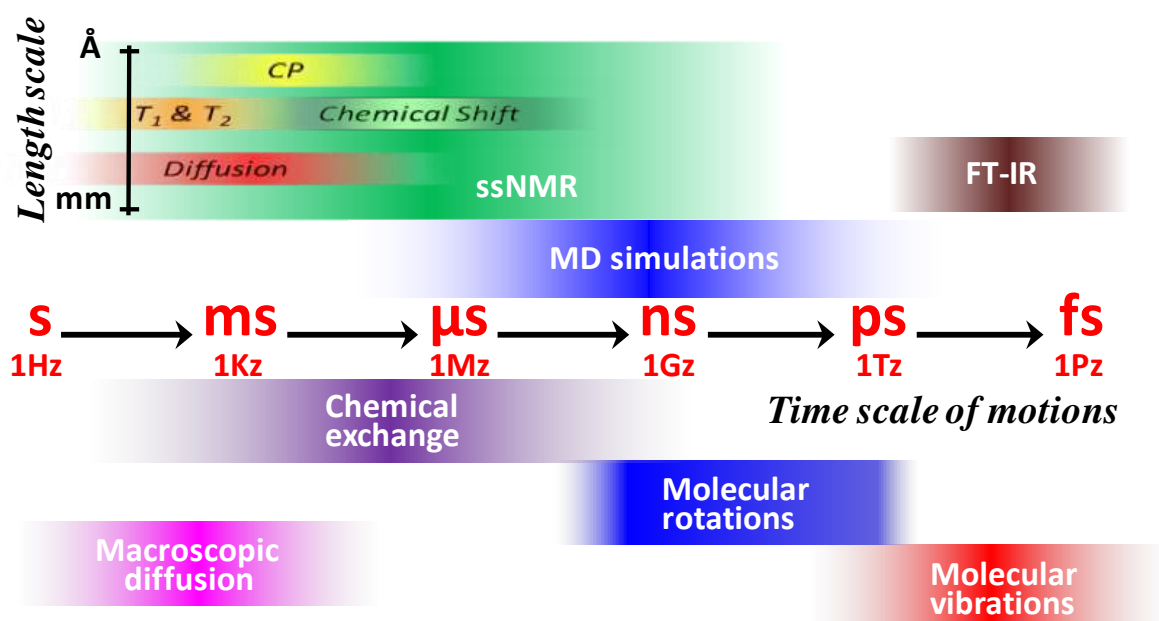 Å
Length scale
CP
T₁ & T₂
Chemical Shift
Diffusion
mm
ssNMR
FT-IR
MD simulations
s
ms
µs
ns
ps
fs
1Hz
1Kz
1Mz
1Gz
1Tz
1Pz
Chemical
exchange
Time scale of motions
Molecular
rotations
Macroscopic
diffusion
Molecular
vibrations